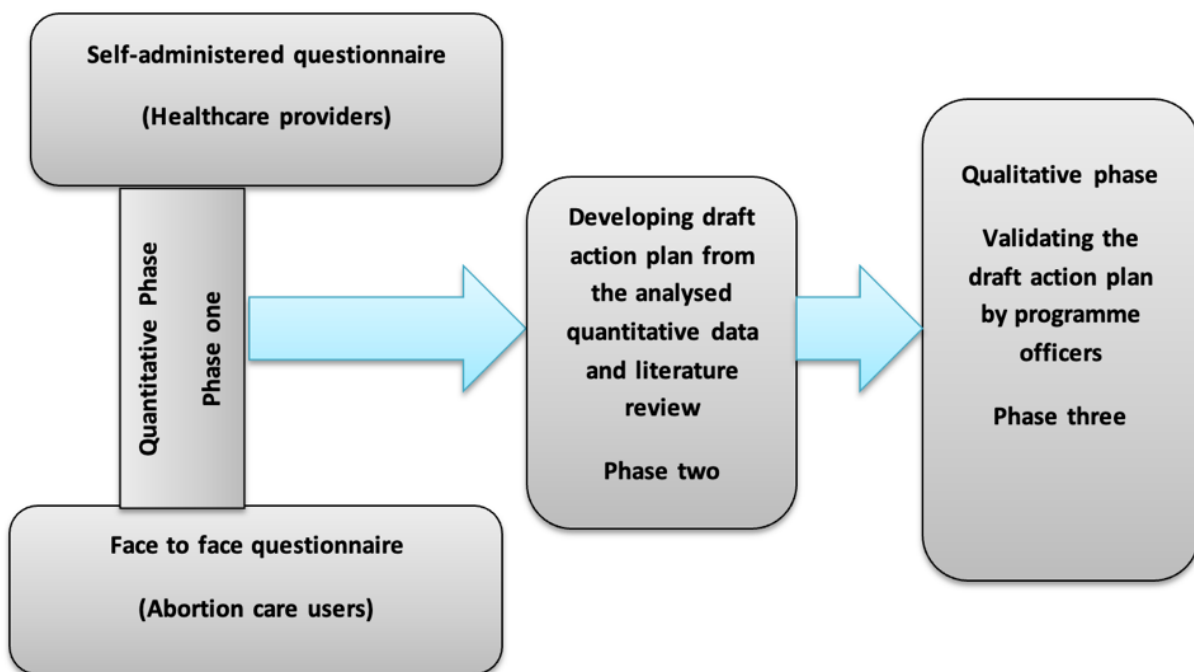 Self-administered questionnaire
(Healthcare providers)
Quantitative Phase
Phase one
Face to face questionnaire
(Abortion care users)
Developing draft
action plan from
the analysed
quantitative data
and literature
review
Phase two
Qualitative phase
Validating the
draft action plan
by programme
officers
Phase three